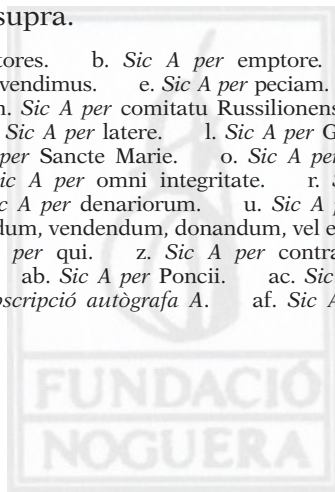 supra.
tores. b. Sic A per emptore.
vendimus. e. Sic A per peciam.
Sic A per comitatu Russilionens
Sic A per latere. l. Sic A per G
per Sancte Marie. o. Sic A per
ic A per omni integritate. r.
c A per denariorum. u. Sic A
dum, vendendum, donandum, vel e
per qui. z. Sic A per contra
ab. Sic A per Poncii. ac. Sic
bscripció autògrafa A. af. Sic A
FUNDACIÓ
NOGUERA